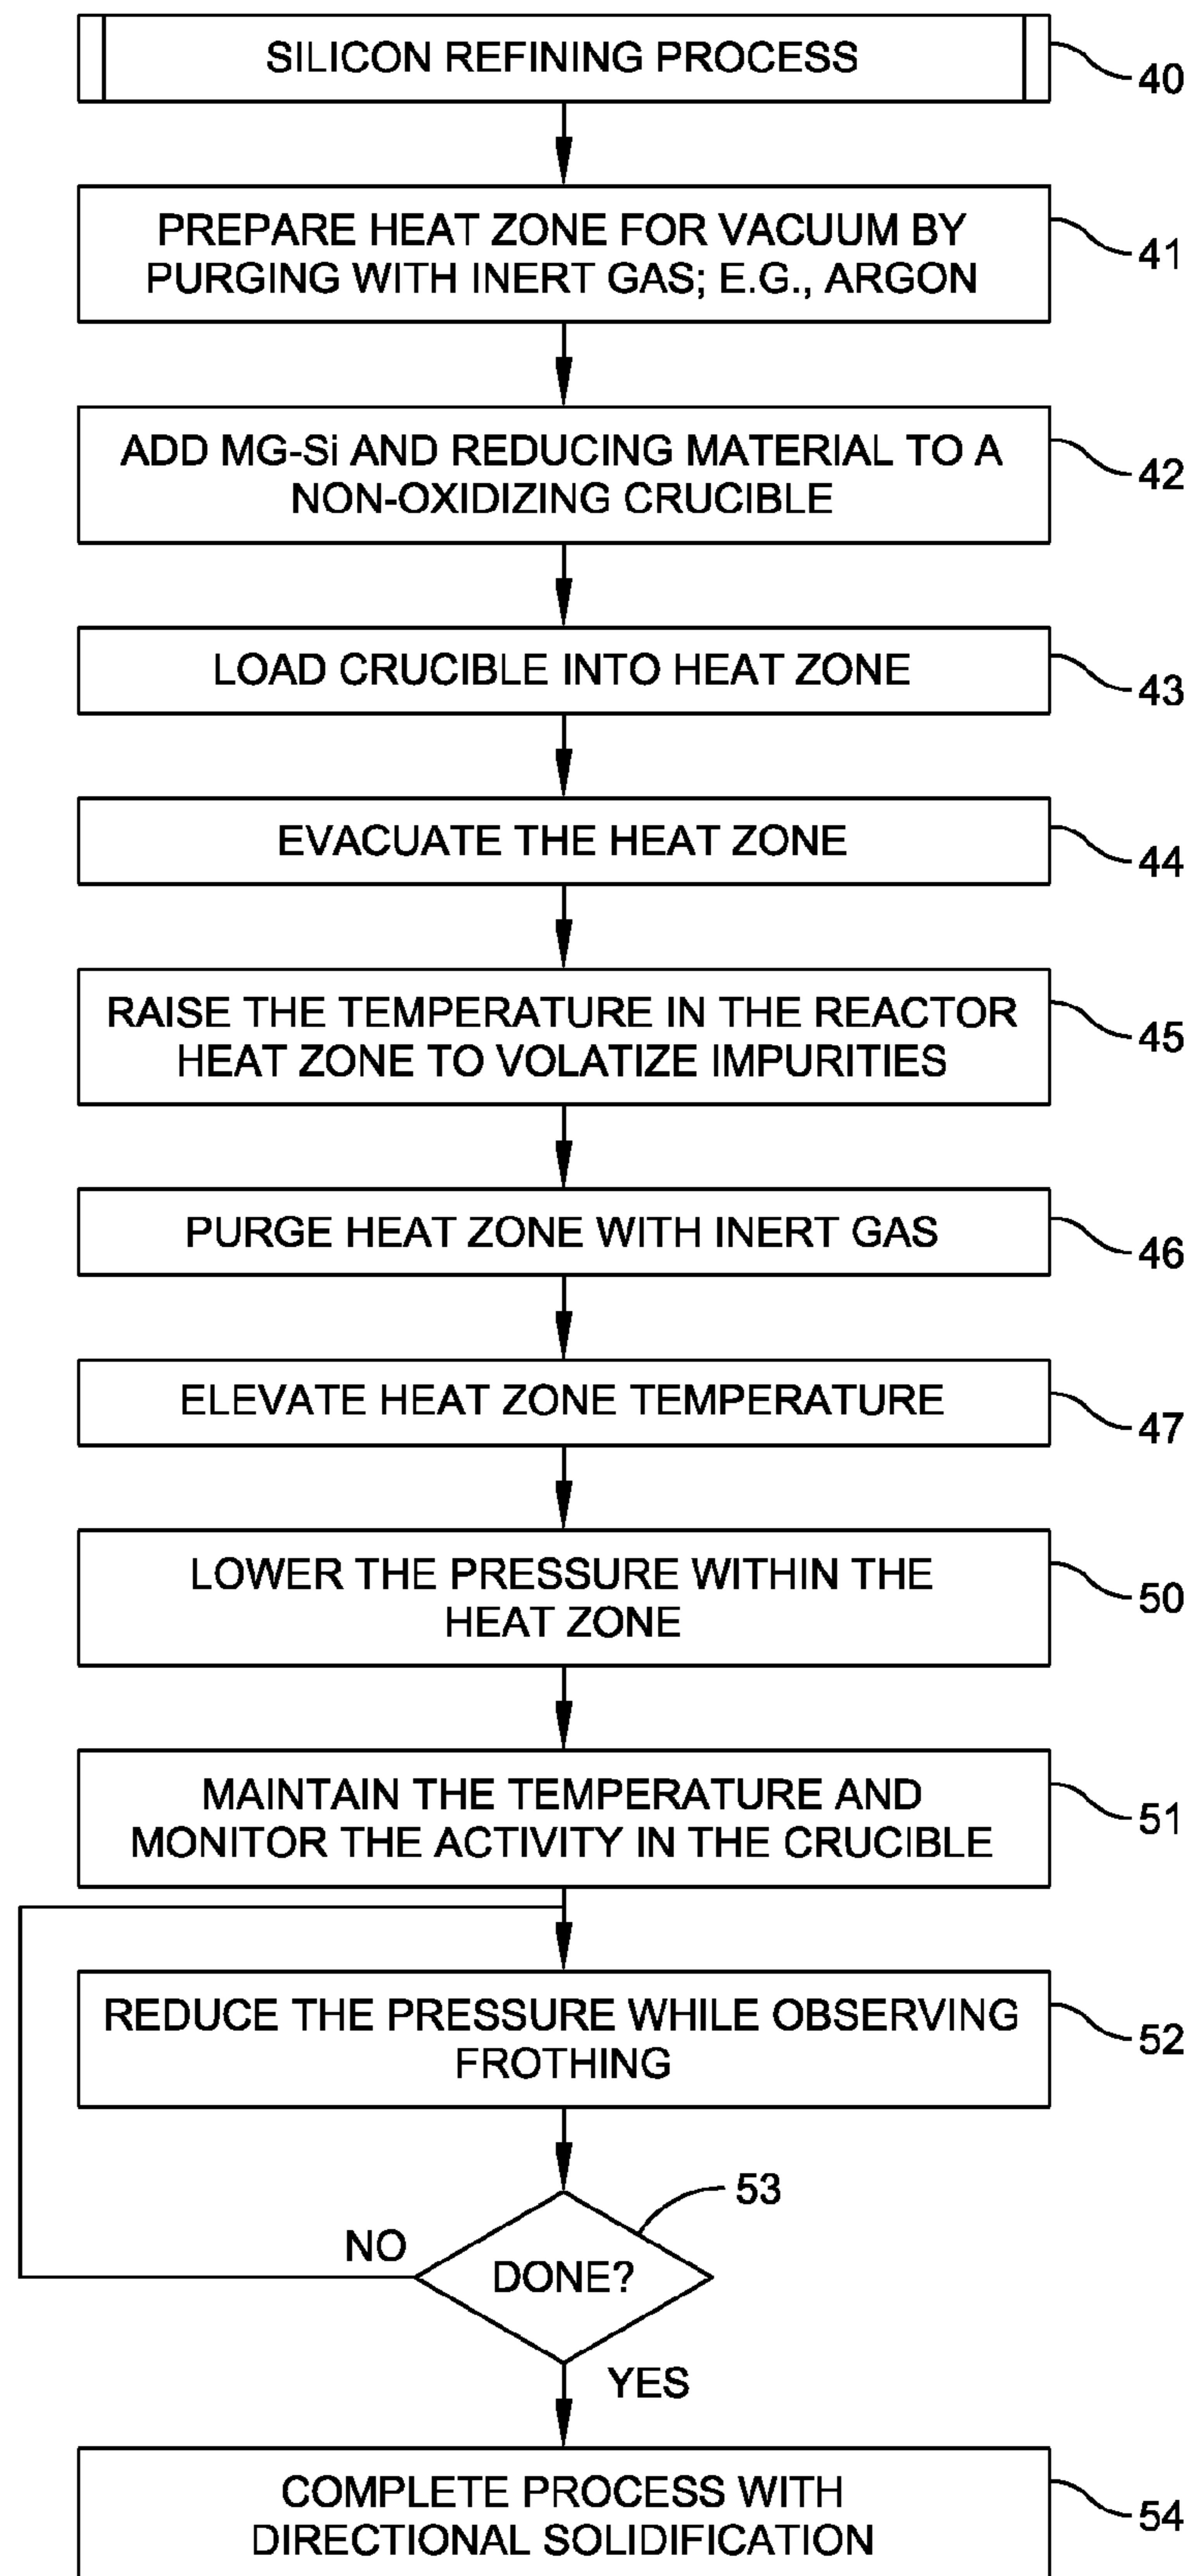 SILICON REFINING PROCESS
40
PREPARE HEAT ZONE FOR VACUUM BY
PURGING WITH INERT GAS; E.G., ARGON
41
ADD MG-Si AND REDUCING MATERIAL TO A
NON-OXIDIZING CRUCIBLE
42
LOAD CRUCIBLE INTO HEAT ZONE
43
EVACUATE THE HEAT ZONE
44
RAISE THE TEMPERATURE IN THE REACTOR
HEAT ZONE TO VOLATIZE IMPURITIES
45
PURGE HEAT ZONE WITH INERT GAS
46
ELEVATE HEAT ZONE TEMPERATURE
47
LOWER THE PRESSURE WITHIN THE
HEAT ZONE
50
MAINTAIN THE TEMPERATURE AND
MONITOR THE ACTIVITY IN THE CRUCIBLE
51
REDUCE THE PRESSURE WHILE OBSERVING
FROTHING
52
53
NO
DONE?
YES
COMPLETE PROCESS WITH
DIRECTIONAL SOLIDIFICATION
54